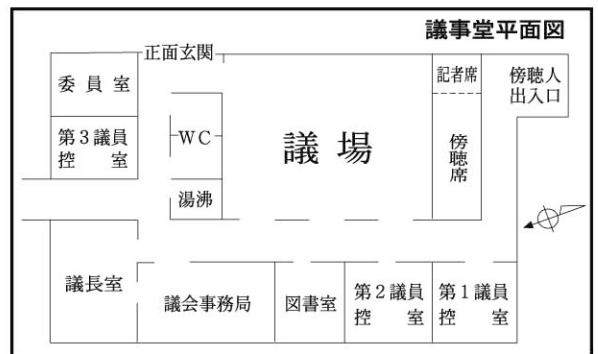 議事堂平面図
正面玄関
委員室
第3議員
控室
WC
湯沸
議場
記者席
傍聴席
傍聴人
出入口
議長室
議会事務局
図書室
第2議員
控室
第1議員
控室